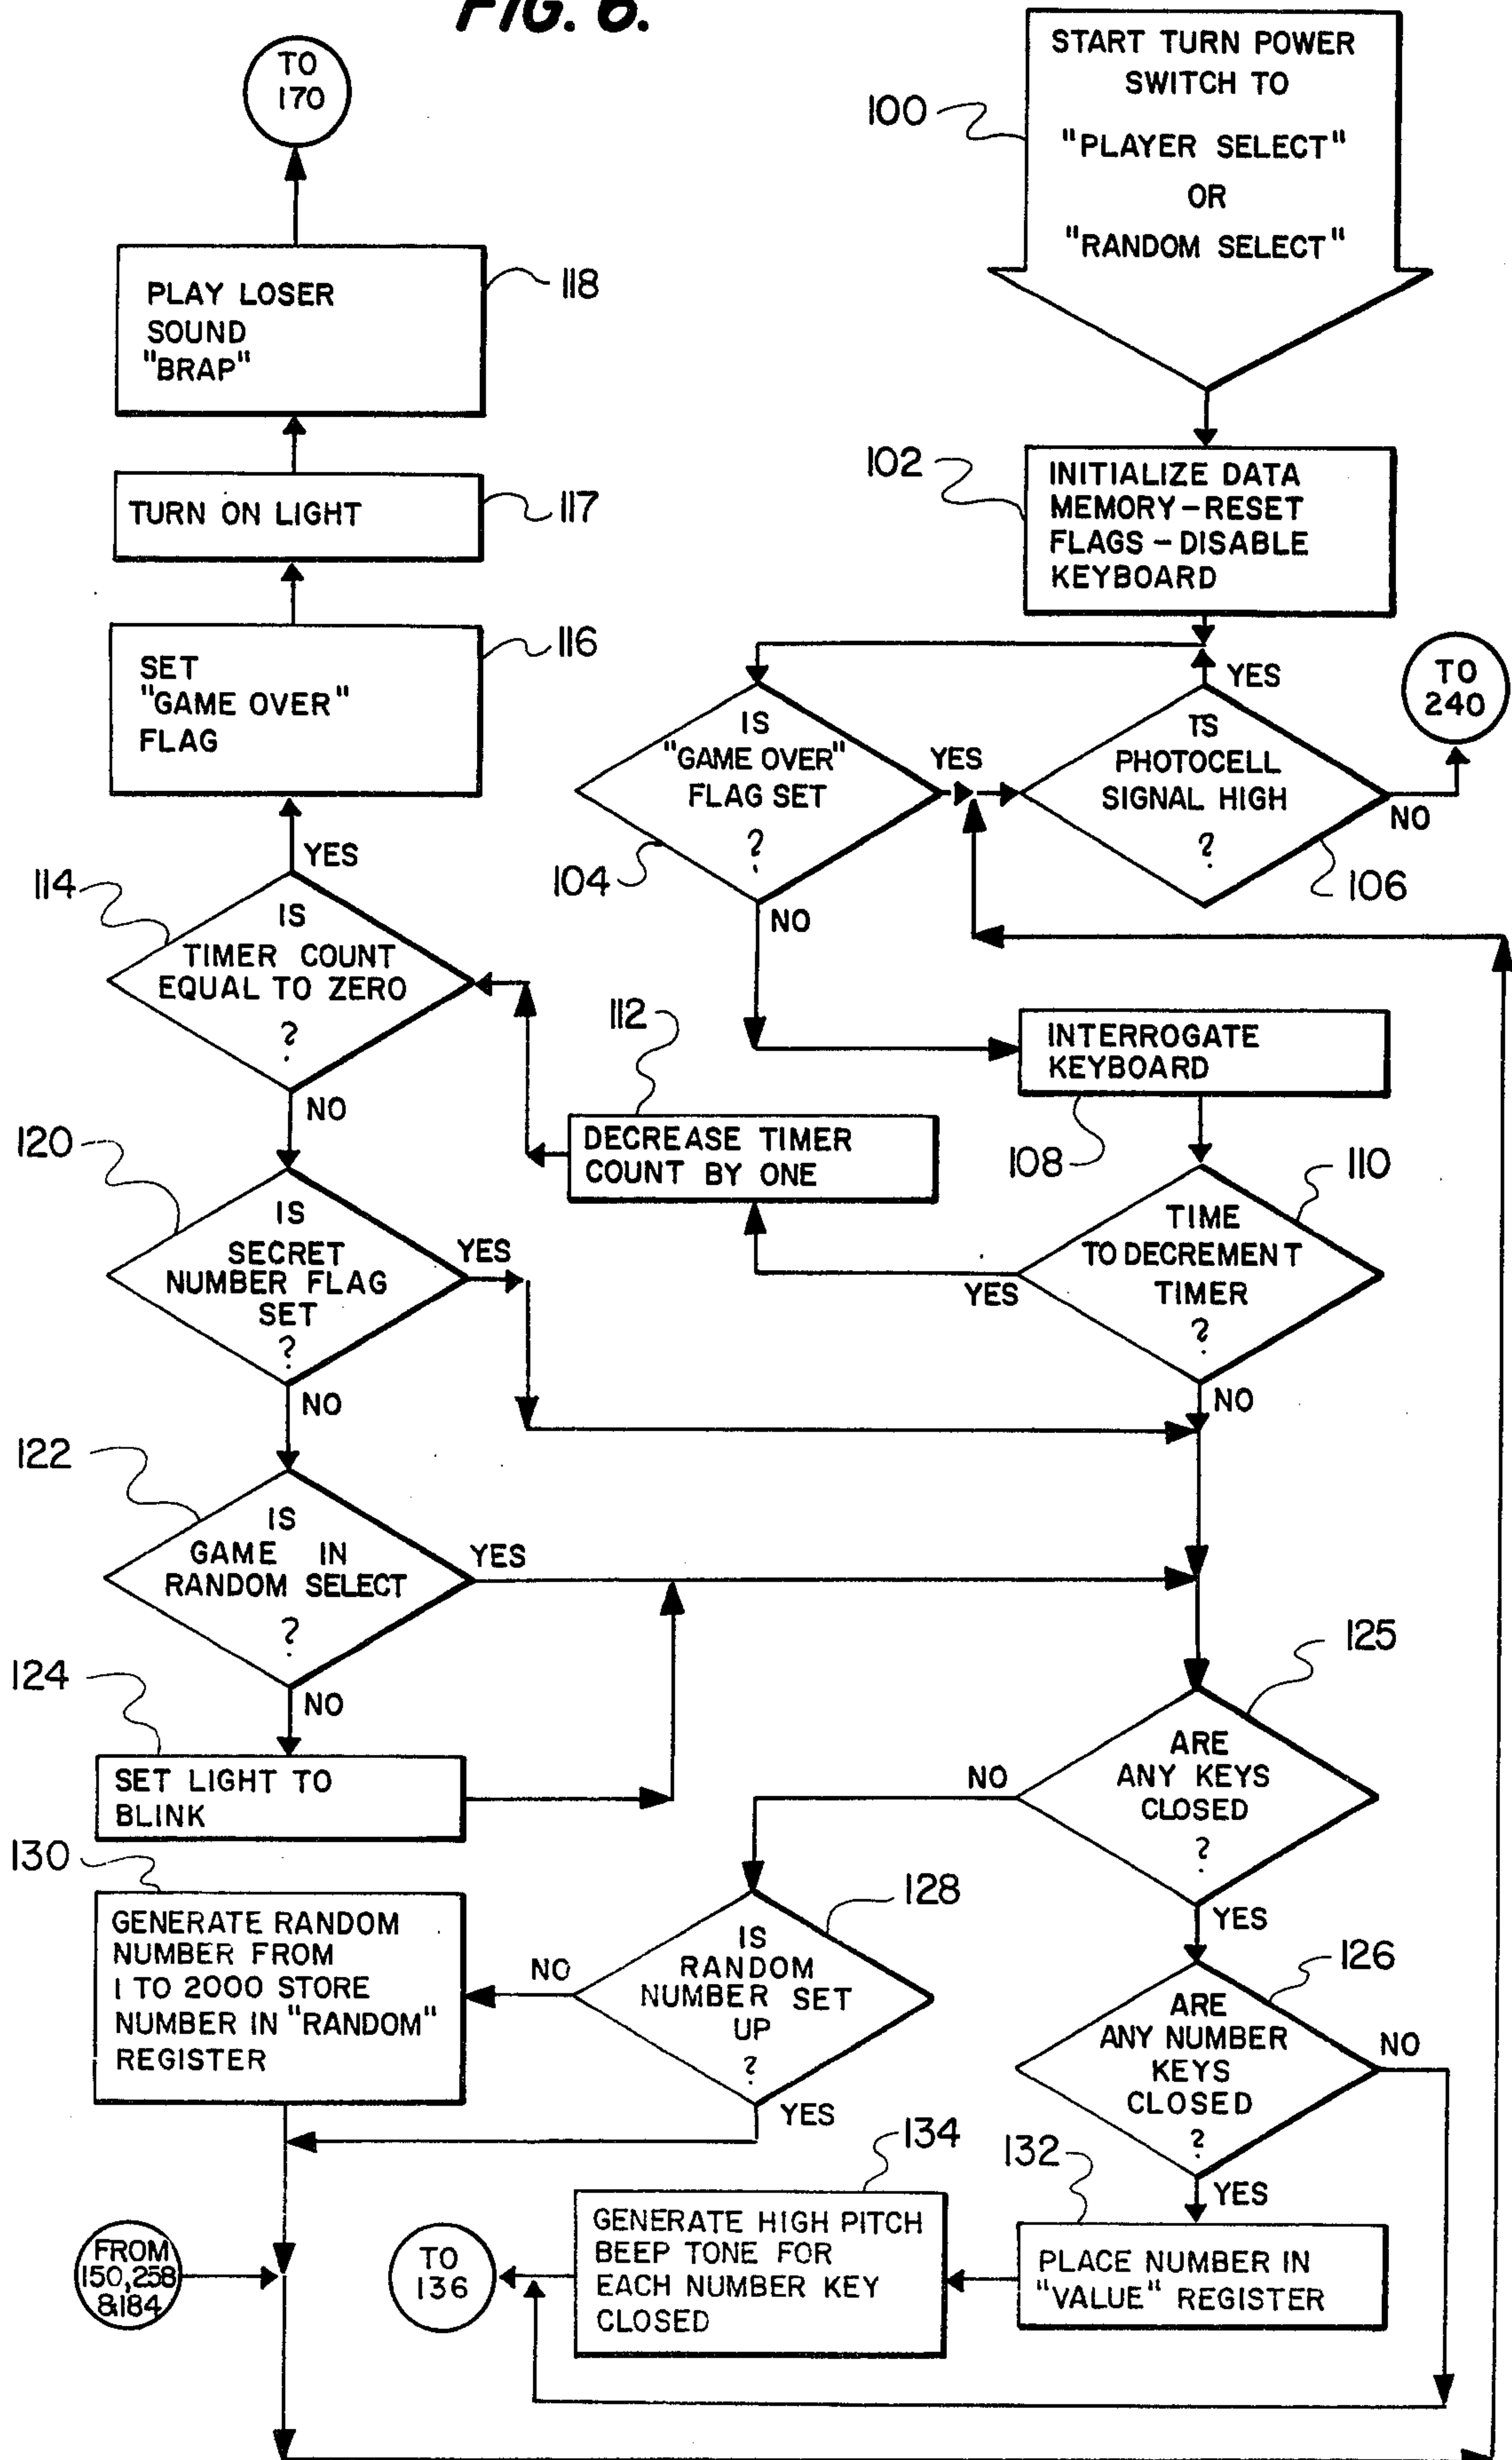 FIG. 6.
TO
170
START TURN POWER
SWITCH TO
"PLAYER SELECT"
OR
"RANDOM SELECT"
100
PLAY LOSER
SOUND
"BRAP"
118
TURN ON LIGHT
117
102
INITIALIZE DATA
MEMORY-RESET
FLAGS-DISABLE
KEYBOARD
SET
"GAME OVER"
FLAG
116
YES
TO
240
IS
"GAME OVER"
FLAG SET
?
YES
TS
PHOTOCELL
SIGNAL HIGH
?
NO
104
106
NO
YES
114
IS
TIMER COUNT
EQUAL TO ZERO
?
NO
112
INTERROGATE
KEYBOARD
108
DECREASE TIMER
COUNT BY ONE
110
TIME
TO DECREMENT
TIMER
?
YES
NO
120
IS
SECRET
NUMBER FLAG
SET
?
YES
NO
122
IS
GAME IN
RANDOM SELECT
?
YES
NO
124
SET LIGHT TO
BLINK
125
ARE
ANY KEYS
CLOSED
?
NO
YES
130
GENERATE RANDOM
NUMBER FROM
1 TO 2000 STORE
NUMBER IN "RANDOM"
REGISTER
128
IS
RANDOM
NUMBER SET
UP
?
NO
YES
126
ARE
ANY NUMBER
KEYS
CLOSED
?
NO
YES
134
132
FROM
150,258
&184
TO
136
GENERATE HIGH PITCH
BEEP TONE FOR
EACH NUMBER KEY
CLOSED
PLACE NUMBER IN
"VALUE" REGISTER